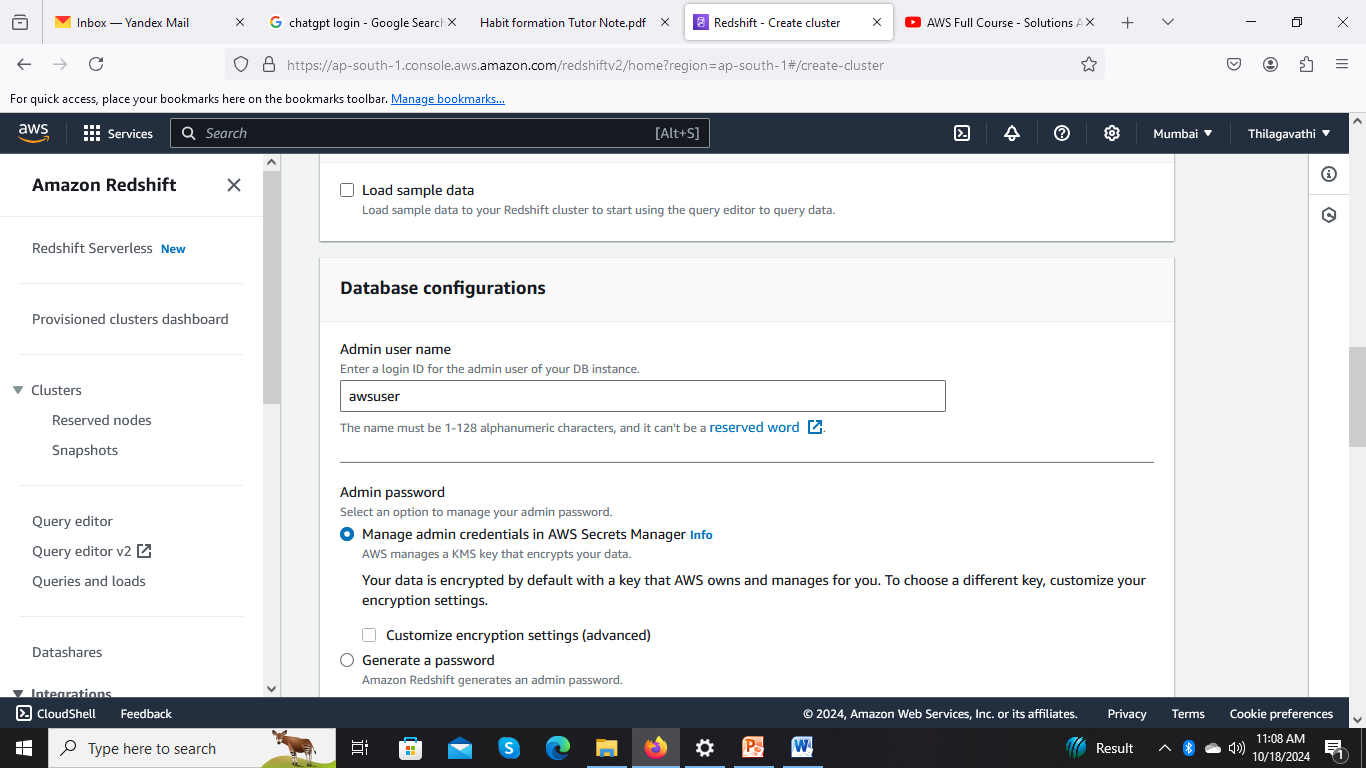 Inbox — Yandex Mail
chatgpt login - Google Search
Habit formation Tutor Note.pdf
Redshift - Create cluster
AWS Full Course - Solutions A
https://ap-south-1.console.aws.amazon.com/redshiftv2/home?region=ap-south-1#/create-cluster
For quick access, place your bookmarks here on the bookmarks toolbar. Manage bookmarks...
aws
Services
Search
[Alt+S]
Mumbai
Thilagavathi
Amazon Redshift
Redshift Serverless New
Provisioned clusters dashboard
Clusters
Reserved nodes
Snapshots
Query editor
Query editor v2
Queries and loads
Datashares
Integrations
Load sample data
Load sample data to your Redshift cluster to start using the query editor to query data.
Database configurations
Admin user name
Enter a login ID for the admin user of your DB instance.
awsuser
The name must be 1-128 alphanumeric characters, and it can't be a reserved word.
Admin password
Select an option to manage your admin password.
Manage admin credentials in AWS Secrets Manager Info
AWS manages a KMS key that encrypts your data.
Your data is encrypted by default with a key that AWS owns and manages for you. To choose a different key, customize your
encryption settings.
Customize encryption settings (advanced)
Generate a password
Amazon Redshift generates an admin password.
CloudShell
Feedback
© 2024, Amazon Web Services, Inc. or its affiliates.
Privacy
Terms
Cookie preferences
Type here to search
Result
11:08 AM
10/18/2024
1